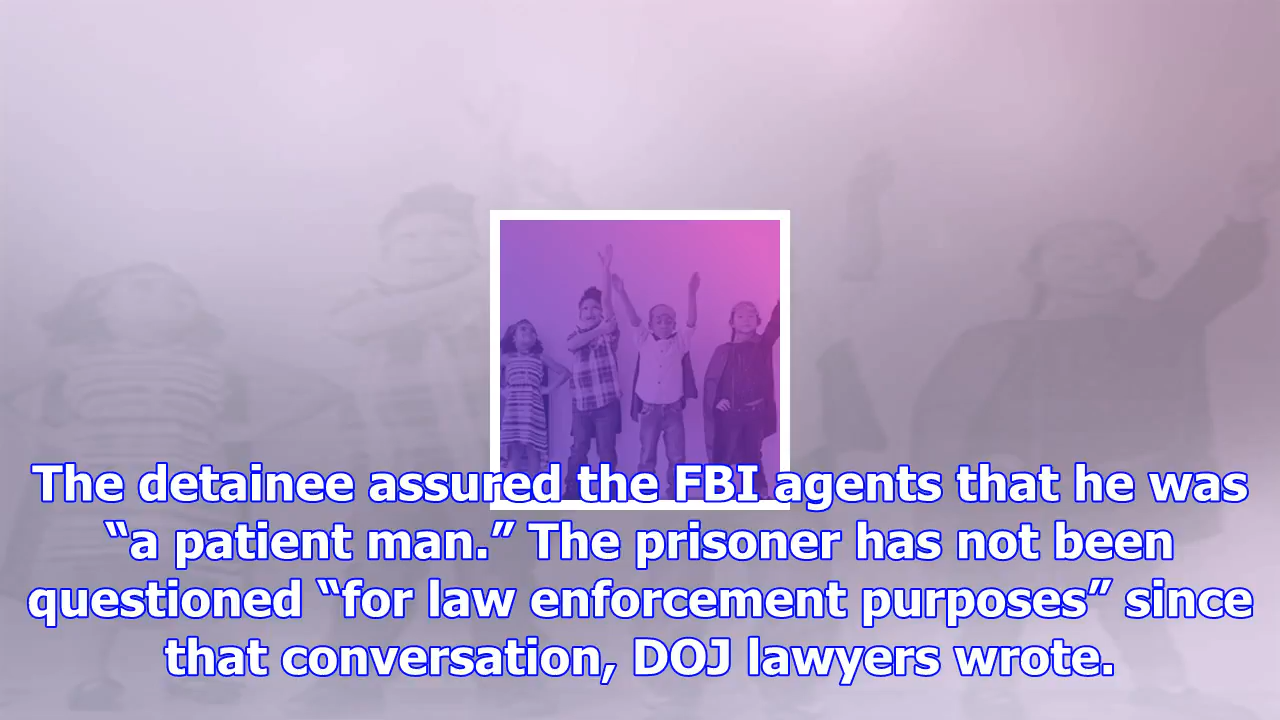 The detainee assured the FBI agents that he was
“a patient man.” The prisoner has not been
questioned “for law enforcement purposes” since
that conversation, DOJ lawyers wrote.